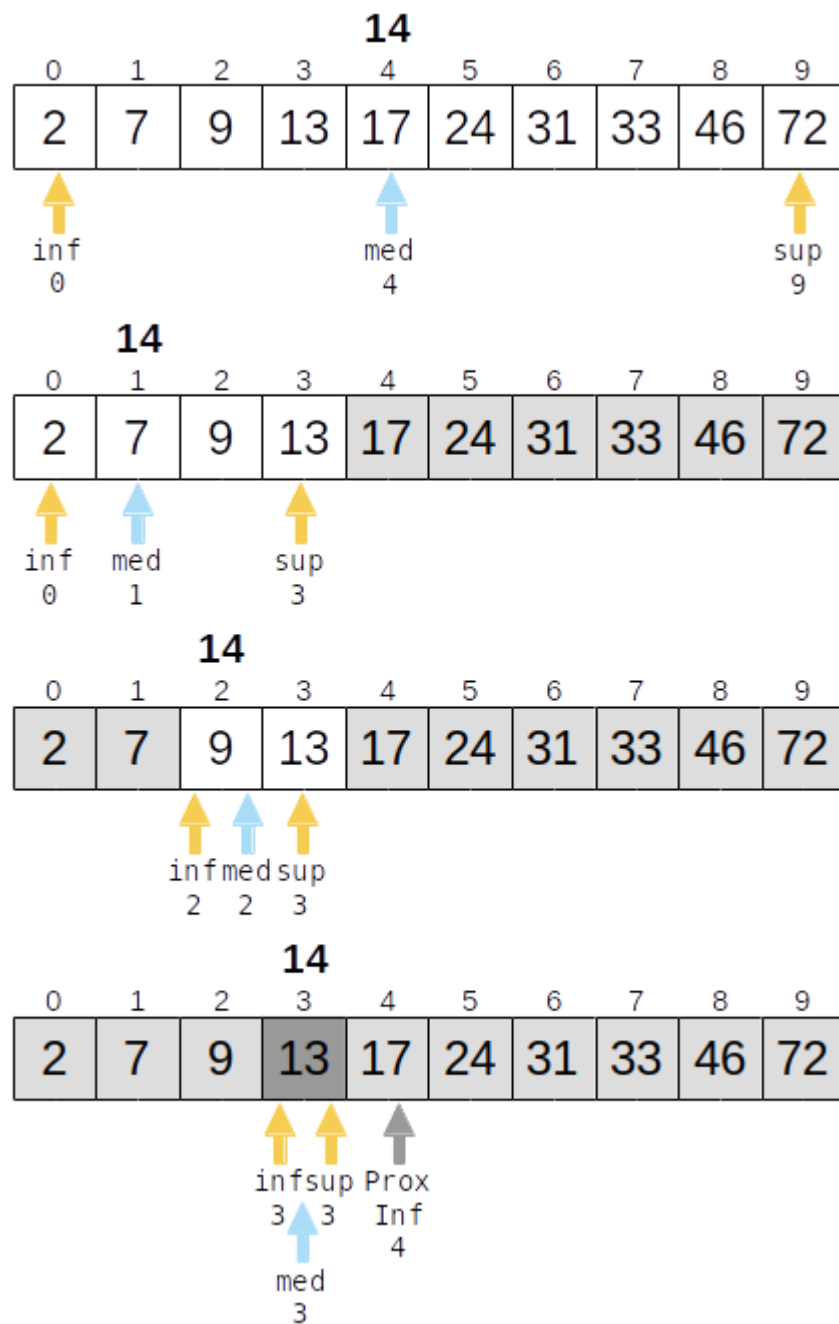 14
0 1 2 3 4 5 6 7 8 9
2 7 9 13 17 24 31 33 46 72
inf med sup
0 4 9
14
0 1 2 3 4 5 6 7 8 9
2 7 9 13 17 24 31 33 46 72
inf med sup
0 1 3
14
0 1 2 3 4 5 6 7 8 9
2 7 9 13 17 24 31 33 46 72
inf med sup
2 2 3
14
0 1 2 3 4 5 6 7 8 9
2 7 9 13 17 24 31 33 46 72
inf sup Prox
3 3 Inf
4
med
3